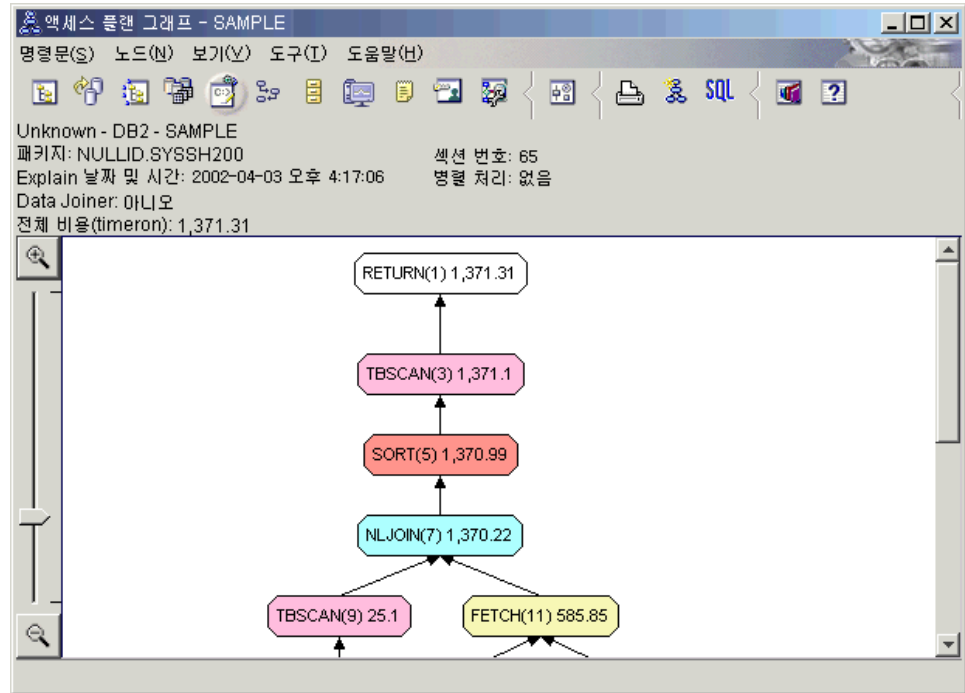 액세스 플랜 그래프 - SAMPLE
명령문(S) 노드(N) 보기(V) 도구(T) 도움말(H)
SQL
Unknown - DB2 - SAMPLE
패키지: NULLID.SYSSH200
섹션 번호: 65
Explain 날짜 및 시간: 2002-04-03 오후 4:17:06
병렬 처리: 없음
Data Joiner: 아니오
전체 비용(timeron): 1,371.31
RETURN(1) 1,371.31
TBSCAN(3) 1,371.1
SORT(5) 1,370.99
NLJOIN(7) 1,370.22
TBSCAN(9) 25.1
FETCH(11) 585.85